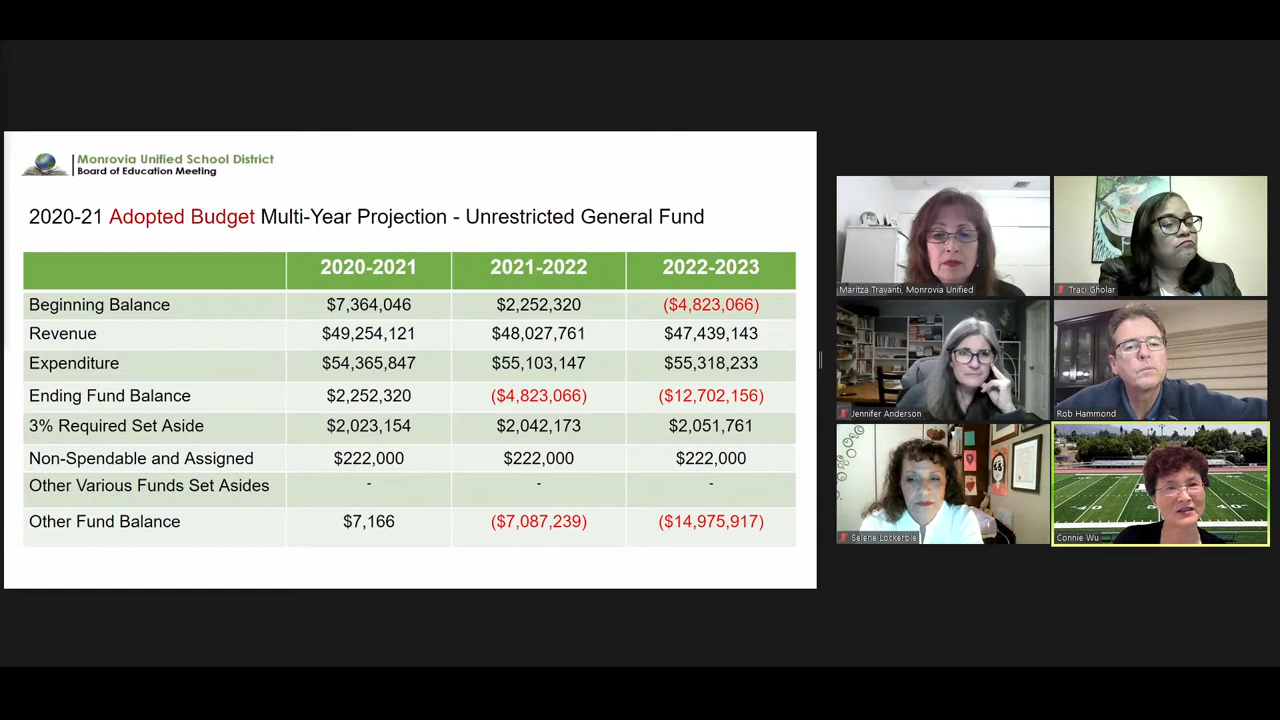 Monrovia Unified School District
Board of Education Meeting
2020-21 Adopted Budget Multi-Year Projection - Unrestricted General Fund
2020-2021 2021-2022 2022-2023
Beginning Balance $7,364,046 $2,252,320 ($4,823,066)
Revenue $49,254,121 $48,027,761 $47,439,143
Expenditure $54,365,847 $55,103,147 $55,318,233
Ending Fund Balance $2,252,320 ($4,823,066) ($12,702,156)
3% Required Set Aside $2,023,154 $2,042,173 $2,051,761
Non-Spendable and Assigned $222,000 $222,000 $222,000
Other Various Funds Set Asides - - -
Other Fund Balance $7,166 ($7,087,239) ($14,975,917)
Maritza Travanti, Monrovia Unified
Traci Gholar
Jennifer Anderson
Rob Hammond
Selene Lockerbie
Connie Wu